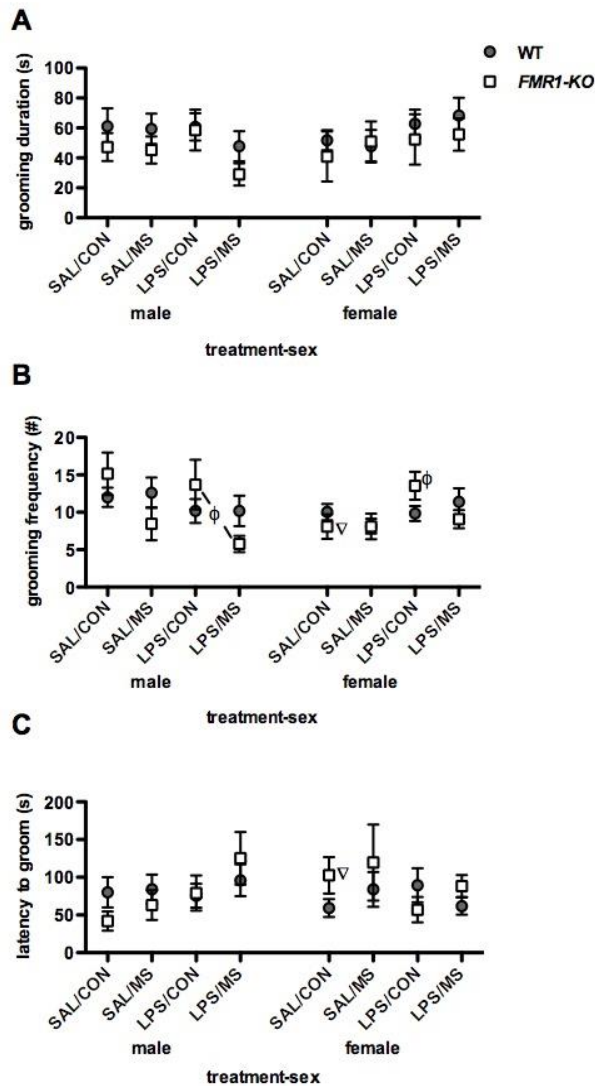 A
WT
FMR1-KO
grooming duration (s)
100
80
60
40
20
0
SAL/CON
SAL/MS
LPS/CON
LPS/MS
SAL/CON
SAL/MS
LPS/CON
LPS/MS
male
female
treatment-sex
B
grooming frequency (#)
20
15
10
5
0
ϕ
∇
ϕ
SAL/CON
SAL/MS
LPS/CON
LPS/MS
SAL/CON
SAL/MS
LPS/CON
LPS/MS
male
female
treatment-sex
C
latency to groom (s)
200
150
100
50
0
∇
SAL/CON
SAL/MS
LPS/CON
LPS/MS
SAL/CON
SAL/MS
LPS/CON
LPS/MS
male
female
treatment-sex